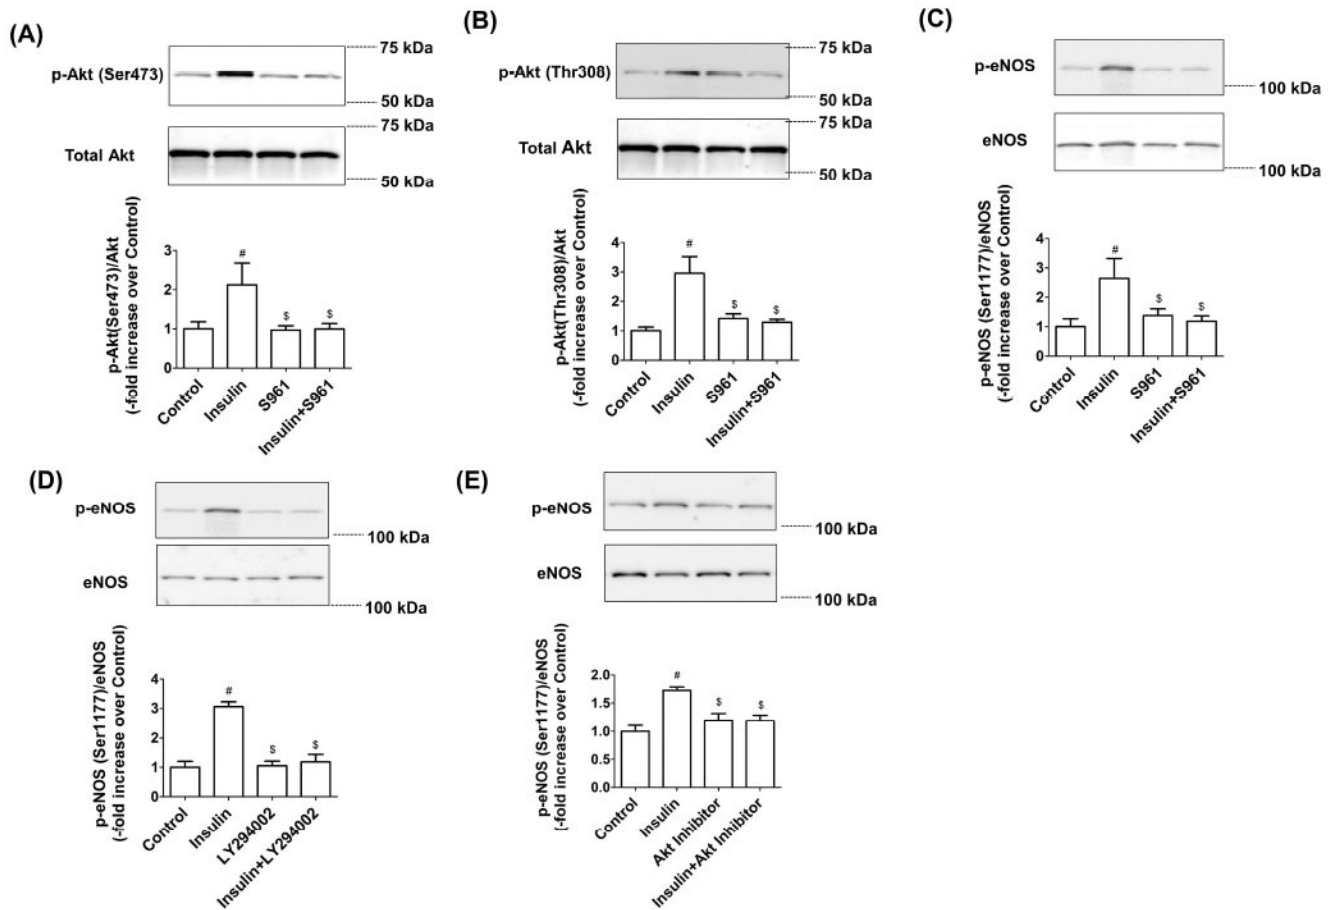 (A)
75 kDa
p-Akt (Ser473)
50 kDa
75 kDa
Total Akt
50 kDa
p-Akt(Ser473)/Akt
(-fold increase over Control)
3
2
1
0
#
$
$
Control
Insulin
S961
Insulin+S961
(B)
75 kDa
p-Akt (Thr308)
50 kDa
75 kDa
Total Akt
50 kDa
p-Akt(Thr308)/Akt
(-fold increase over Control)
4
3
2
1
0
#
$
$
Control
Insulin
S961
Insulin+S961
(C)
p-eNOS
100 kDa
eNOS
100 kDa
p-eNOS (Ser1177)/eNOS
(-fold increase over Control)
4
3
2
1
0
#
$
$
Control
Insulin
S961
Insulin+S961
(D)
p-eNOS
100 kDa
eNOS
100 kDa
p-eNOS (Ser1177)/eNOS
(-fold increase over Control)
4
3
2
1
0
#
$
$
Control
Insulin
LY294002
Insulin+LY294002
(E)
p-eNOS
100 kDa
eNOS
100 kDa
p-eNOS (Ser1177)/eNOS
(-fold increase over Control)
2.0
1.5
1.0
0.5
0.0
#
$
$
Control
Insulin
Akt Inhibitor
Insulin+Akt Inhibitor